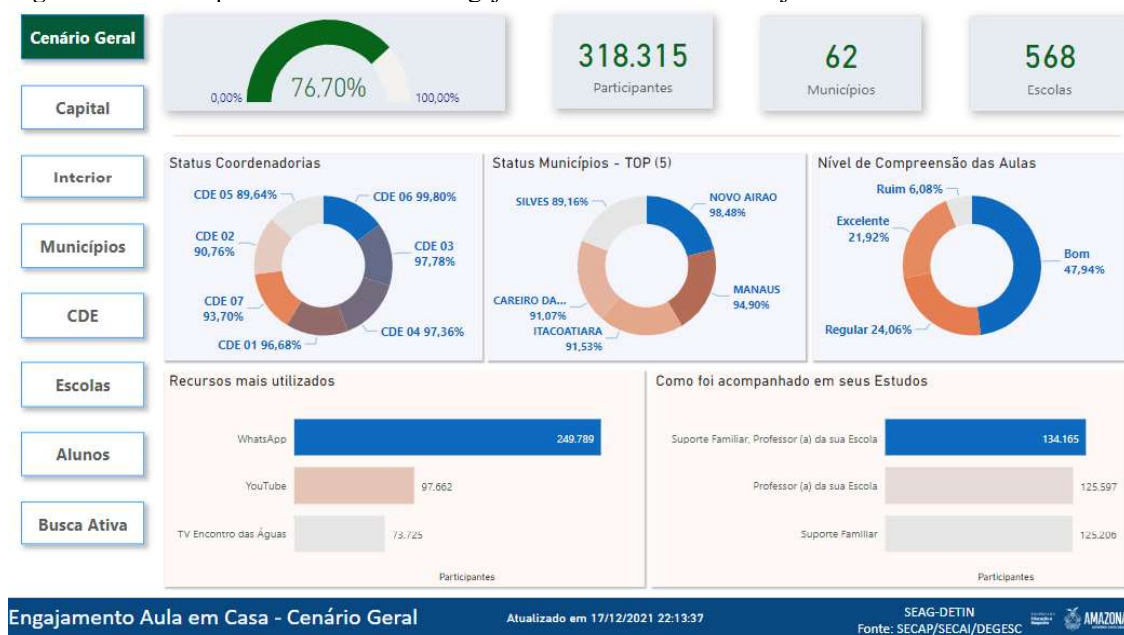 Cenário Geral
Capital
Interior
Municípios
CDE
Escolas
Alunos
Busca Ativa
0,00%
76,70%
100,00%
318.315
Participantes
62
Municípios
568
Escolas
Status Coordenadorias
CDE 05 89,64%
CDE 06 99,80%
CDE 02
90,76%
CDE 03
97,78%
CDE 07
93,70%
CDE 04 97,36%
CDE 01 96,68%
Status Municípios - TOP (5)
SILVES 89,16%
NOVO AIRAO
98,48%
MANAUS
94,90%
CAREIRO DA...
91,07%
ITACOATIARA
91,53%
Nível de Compreensão das Aulas
Ruim 6,08%
Excelente
21,92%
Bom
47,94%
Regular 24,06%
Recursos mais utilizados
WhatsApp
249.789
YouTube
97.662
TV Encontro das Águas
73.725
Participantes
Como foi acompanhado em seus Estudos
Suporte Familiar, Professor (a) da sua Escola
134.165
Professor (a) da sua Escola
125.597
Suporte Familiar
125.206
Participantes
Engajamento Aula em Casa - Cenário Geral
Atualizado em 17/12/2021 22:13:37
SEAG-DETIN
Fonte: SECAP/SECAI/DEGESC
AMAZONA